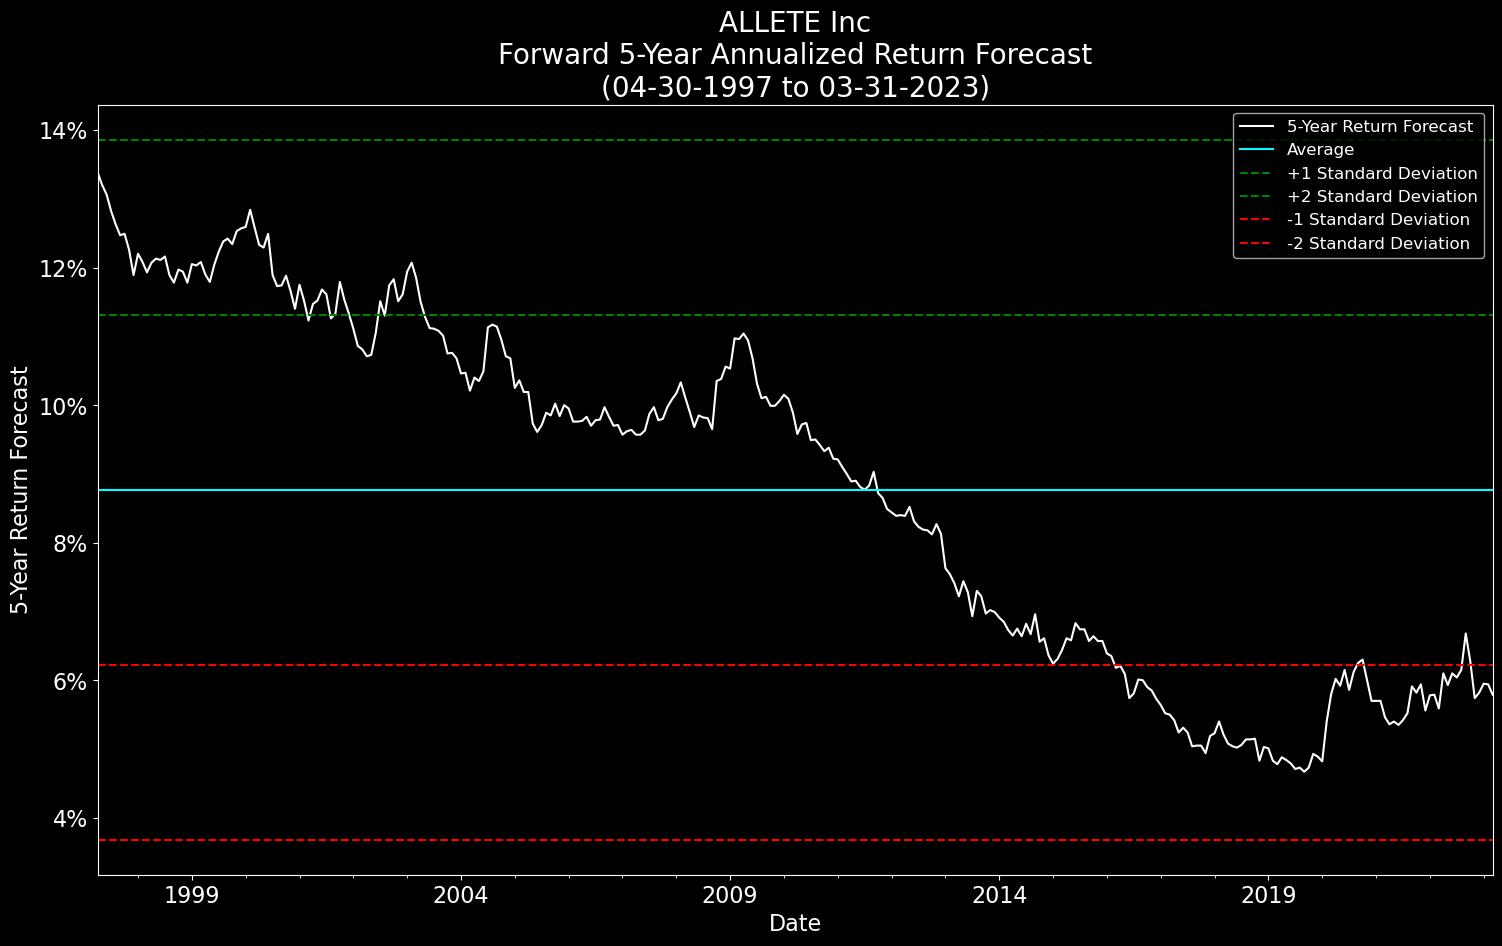 ALLETE Inc
Forward 5-Year Annualized Return Forecast
(04-30-1997 to 03-31-2023)
14%
12%
10%
8%
6%
4%
5-Year Return Forecast
5-Year Return Forecast
Average
+1 Standard Deviation
+2 Standard Deviation
-1 Standard Deviation
-2 Standard Deviation
1999
2004
2009
2014
2019
Date